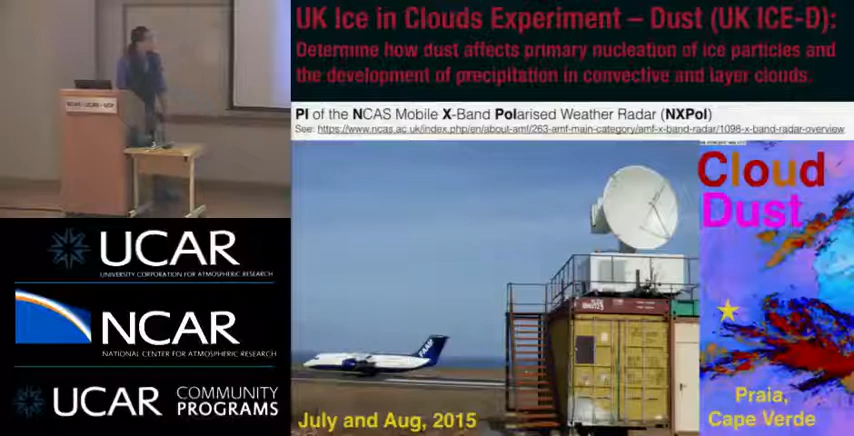 UK Ice in Clouds Experiment – Dust (UK ICE-D):
Determine how dust affects primary nucleation of ice particles and
the development of precipitation in convective and layer clouds.
PI of the NCAS Mobile X-Band Polarised Weather Radar (NXPol)
See: https://www.ncas.ac.uk/index.php/en/about-amf/263-amf-main-category/amf-x-band-radar/1098-x-band-radar-overview
Cloud
Dust
FAAM
Praia,
Cape Verde
July and Aug, 2015
UCAR
UNIVERSITY CORPORATION FOR ATMOSPHERIC RESEARCH
NCAR
NATIONAL CENTER FOR ATMOSPHERIC RESEARCH
UCAR COMMUNITY
PROGRAMS